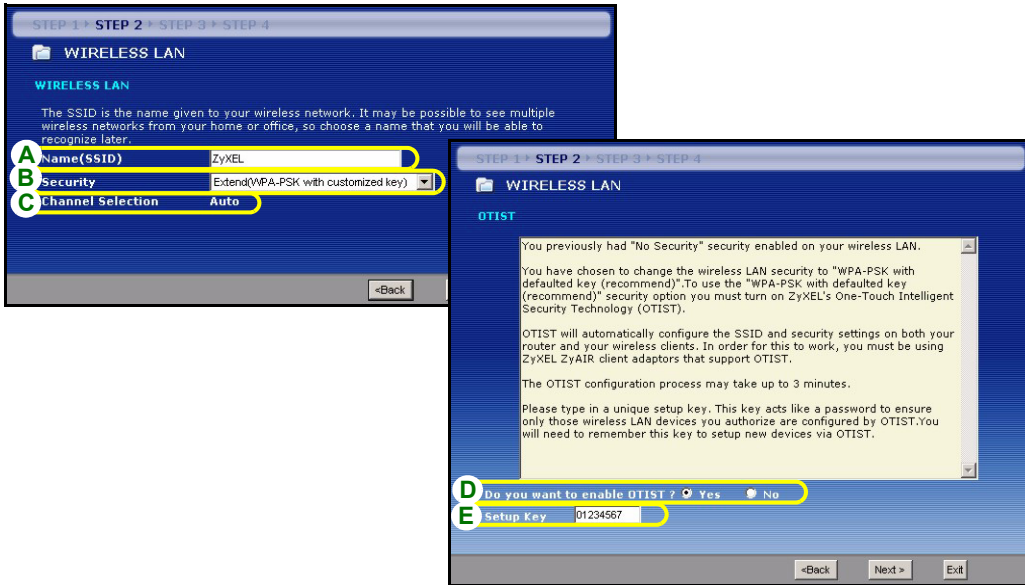 STEP 1 STEP 2 STEP 3 STEP 4
WIRELESS LAN
WIRELESS LAN
The SSID is the name given to your wireless network. It may be possible to see multiple
wireless networks from your home or office, so choose a name that you will be able to
recognize later.
A Name(SSID) ZyXEL
B Security Extend(WPA-PSK with customized key)
C Channel Selection Auto
<Back
STEP 1 STEP 2 STEP 3 STEP 4
WIRELESS LAN
OTIST
You previously had "No Security" security enabled on your wireless LAN.
You have chosen to change the wireless LAN security to "WPA-PSK with
defaulted key (recommend)".To use the "WPA-PSK with defaulted key
(recommend)" security option you must turn on ZyXEL's One-Touch Intelligent
Security Technology (OTIST).
OTIST will automatically configure the SSID and security settings on both your
router and your wireless clients. In order for this to work, you must be using
ZyXEL ZyAIR client adaptors that support OTIST.
The OTIST configuration process may take up to 3 minutes.
Please type in a unique setup key. This key acts like a password to ensure
only those wireless LAN devices you authorize are configured by OTIST.You
will need to remember this key to setup new devices via OTIST.
D Do you want to enable OTIST ? Yes No
E Setup Key 01234567
<Back Next > Exit